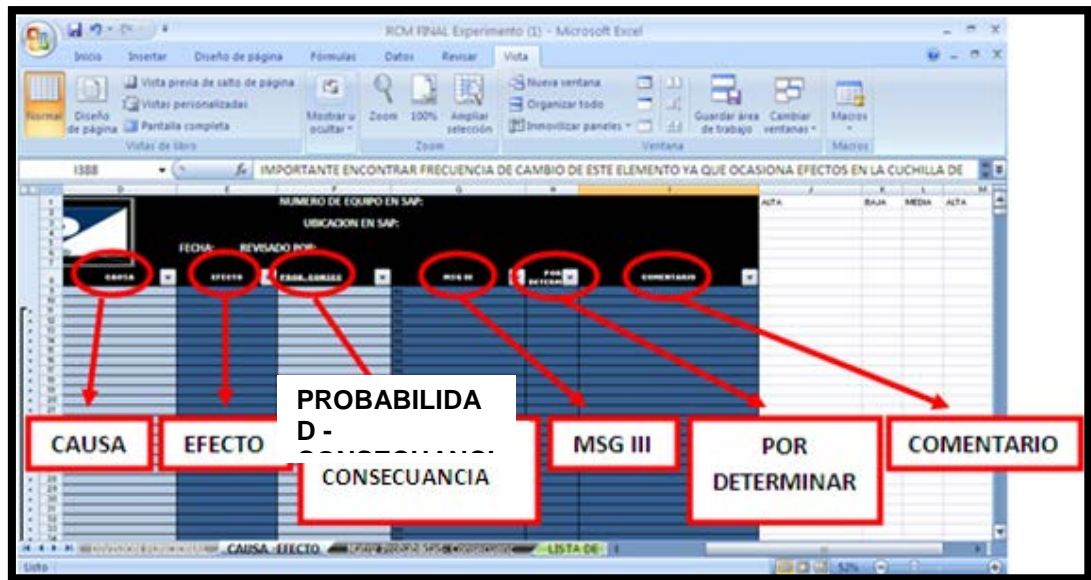 RCM FINAL Experimento (1) - Microsoft Excel
Inicio Insertar Diseño de página Fórmulas Datos Revisar Vista
Normal
Diseño de página
Vista previa de salto de página
Vistas personalizadas
Pantalla completa
Mostrar u ocultar
Zoom
100%
Ampliar selección
Nueva ventana
Organizar todo
Inmovilizar paneles
Guardar área de trabajo
Cambiar ventanas
Macros
Vistas de libro Zoom Ventana Macros
I388 fx IMPORTANTE ENCONTRAR FRECUENCIA DE CAMBIO DE ESTE ELEMENTO YA QUE OCASIONA EFECTOS EN LA CUCHILLA DE
NUMERO DE EQUIPO EN SAP: ALTA BAJA MEDIA ALTA
UBICACION EN SAP:
FECHA: REVISADO POR:
CAUSA EFECTO PROB. CONSEC MSG III POR DETERM COMENTARIO
PROBABILIDA
D -
CAUSA EFECTO CONSECUANCIA MSG III POR DETERMINAR COMENTARIO
CAUSA -EFECTO LISTA DE
Listo 52%